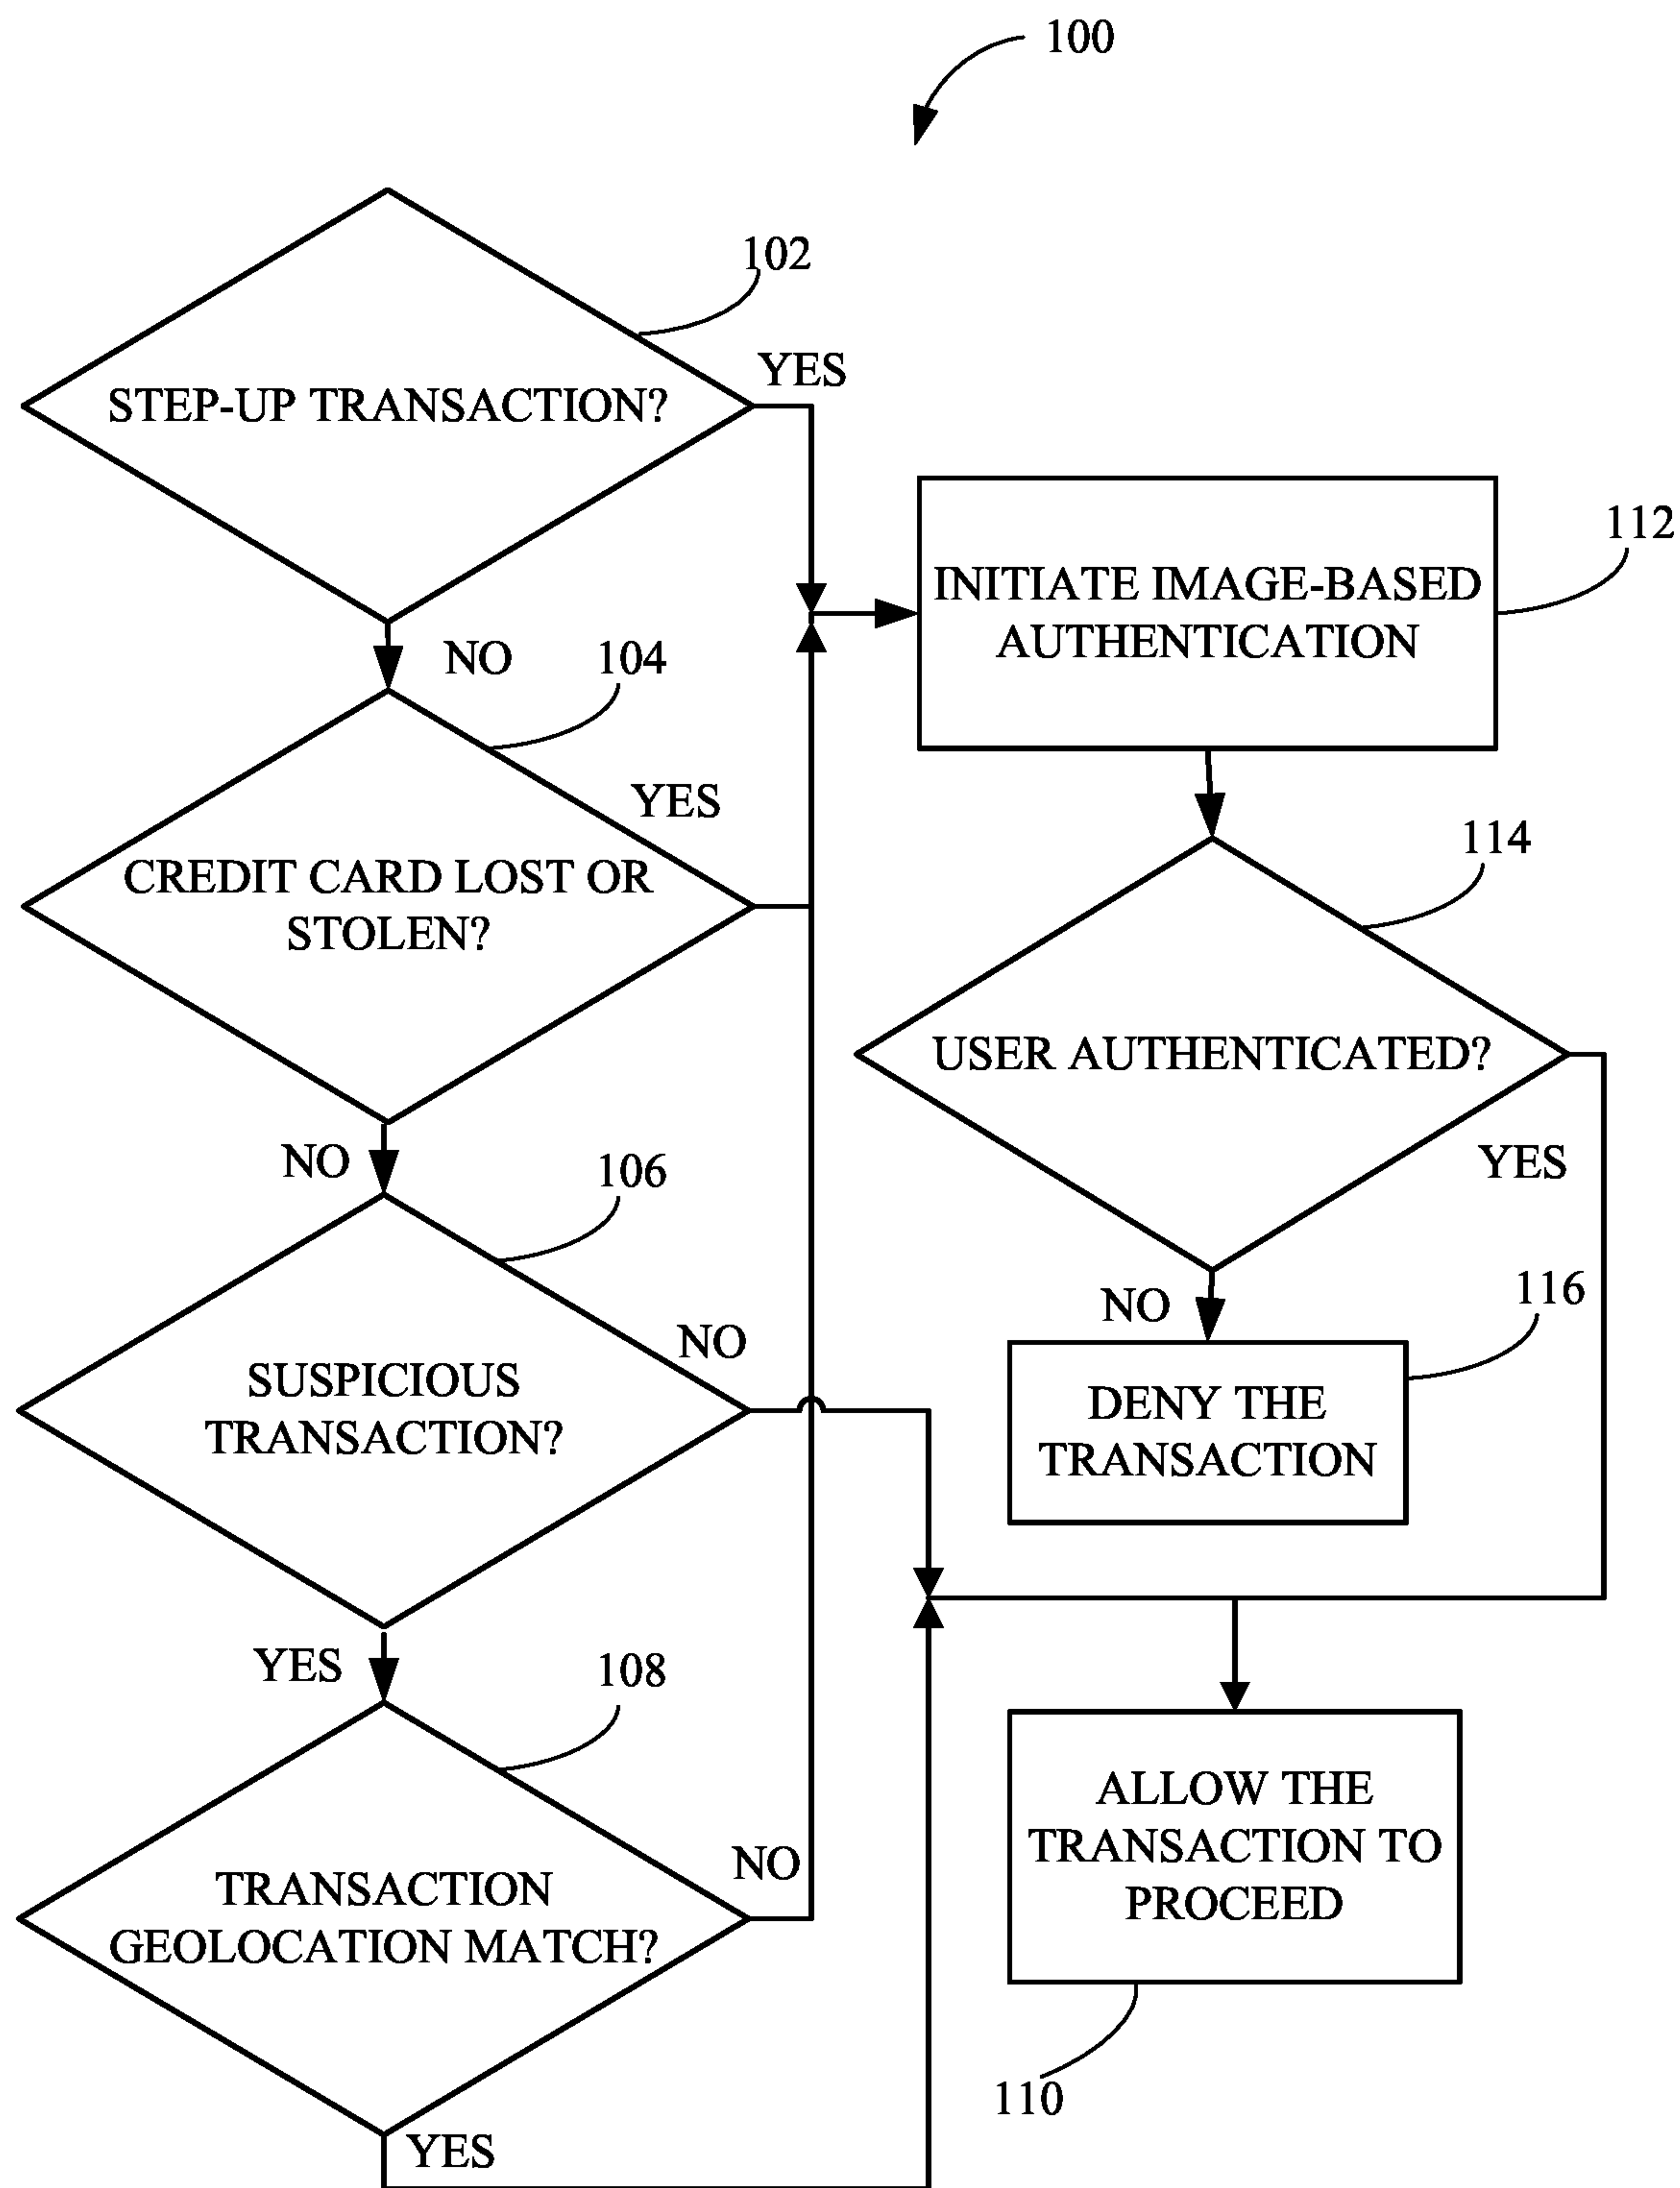 100
102
YES
STEP-UP TRANSACTION?
112
INITIATE IMAGE-BASED
AUTHENTICATION
NO
104
YES
CREDIT CARD LOST OR
STOLEN?
114
USER AUTHENTICATED?
YES
NO
106
NO
116
NO
SUSPICIOUS
TRANSACTION?
DENY THE
TRANSACTION
YES
108
NO
TRANSACTION
GEOLOCATION MATCH?
ALLOW THE
TRANSACTION TO
PROCEED
110
YES